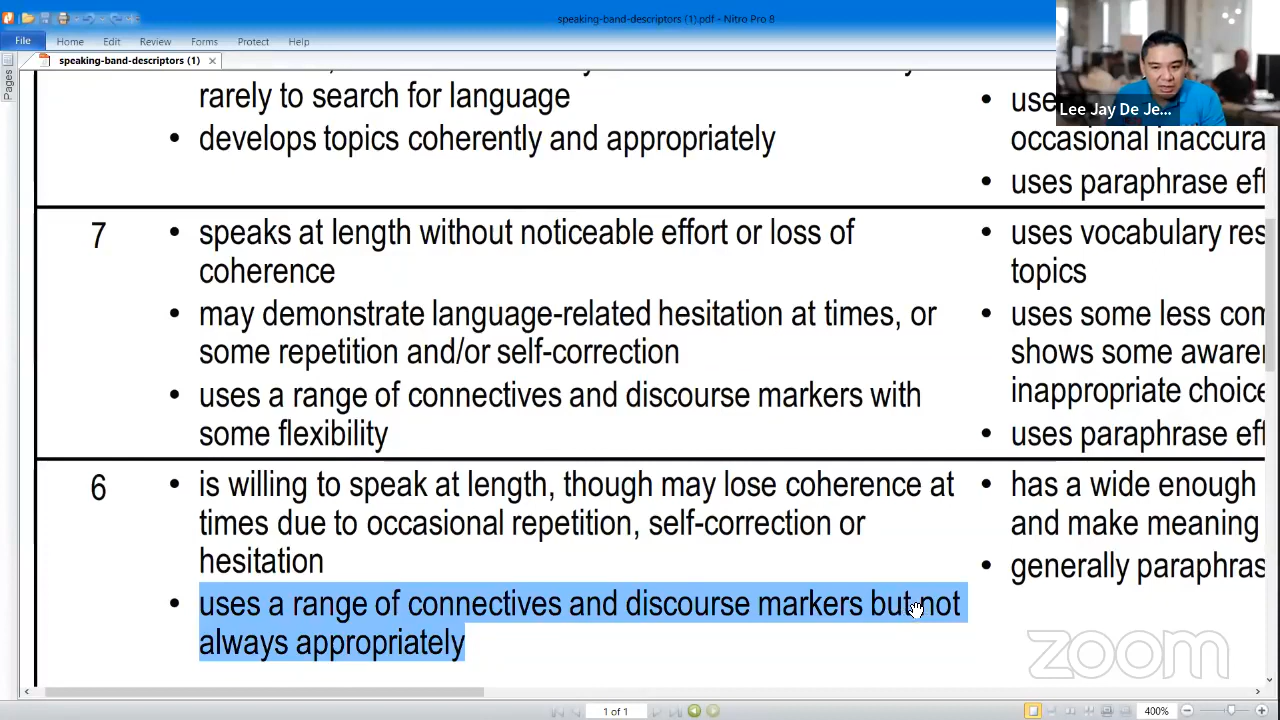 speaking-band-descriptors (1).pdf - Nitro Pro 8
File Home Edit Review Forms Protect Help
speaking-band-descriptors (1)
Pages
Lee Jay De Je...
rarely to search for language
• develops topics coherently and appropriately
• use
occasional inaccura
• uses paraphrase eff
7
• speaks at length without noticeable effort or loss of
coherence
• may demonstrate language-related hesitation at times, or
some repetition and/or self-correction
• uses a range of connectives and discourse markers with
some flexibility
• uses vocabulary res
topics
• uses some less com
shows some awarer
inappropriate choice
• uses paraphrase eff
6
• is willing to speak at length, though may lose coherence at
times due to occasional repetition, self-correction or
hesitation
• uses a range of connectives and discourse markers but not
always appropriately
• has a wide enough
and make meaning
• generally paraphras
zoom
1 of 1
400%